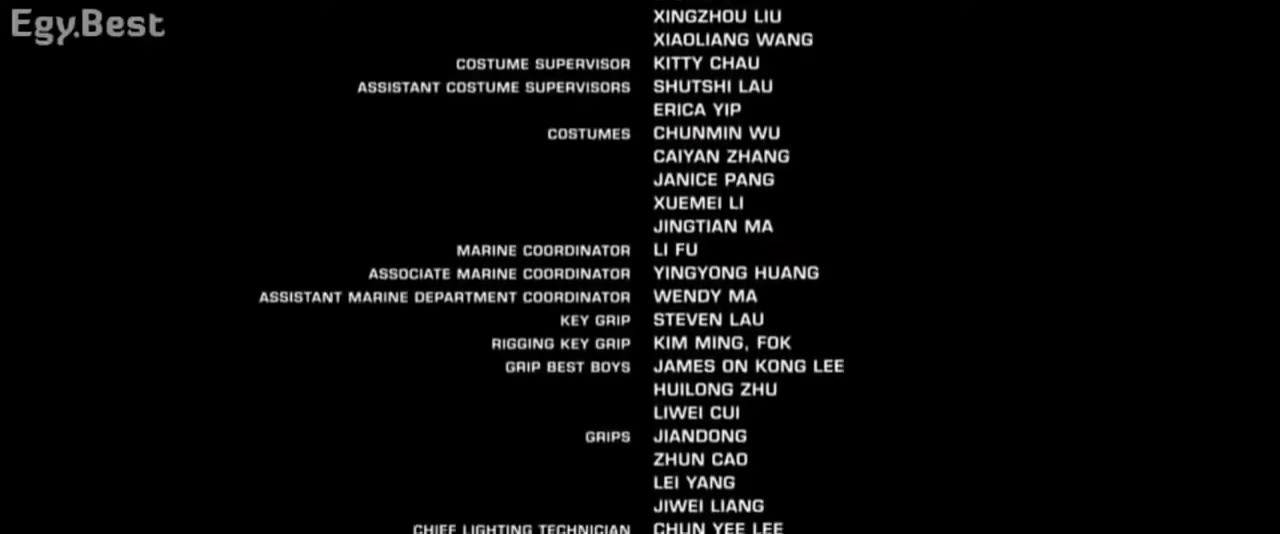 Egy.Best
XINGZHOU LIU
XIAOLIANG WANG
COSTUME SUPERVISOR KITTY CHAU
ASSISTANT COSTUME SUPERVISORS SHUTSHI LAU
ERICA YIP
COSTUMES CHUNMIN WU
CAIYAN ZHANG
JANICE PANG
XUEMEI LI
JINGTIAN MA
MARINE COORDINATOR LI FU
ASSOCIATE MARINE COORDINATOR YINGYONG HUANG
ASSISTANT MARINE DEPARTMENT COORDINATOR WENDY MA
KEY GRIP STEVEN LAU
RIGGING KEY GRIP KIM MING, FOK
GRIP BEST BOYS JAMES ON KONG LEE
HUILONG ZHU
LIWEI CUI
GRIPS JIANDONG
ZHUN CAO
LEI YANG
JIWEI LIANG
CHIEF LIGHTING TECHNICIAN CHUN YEE LEE